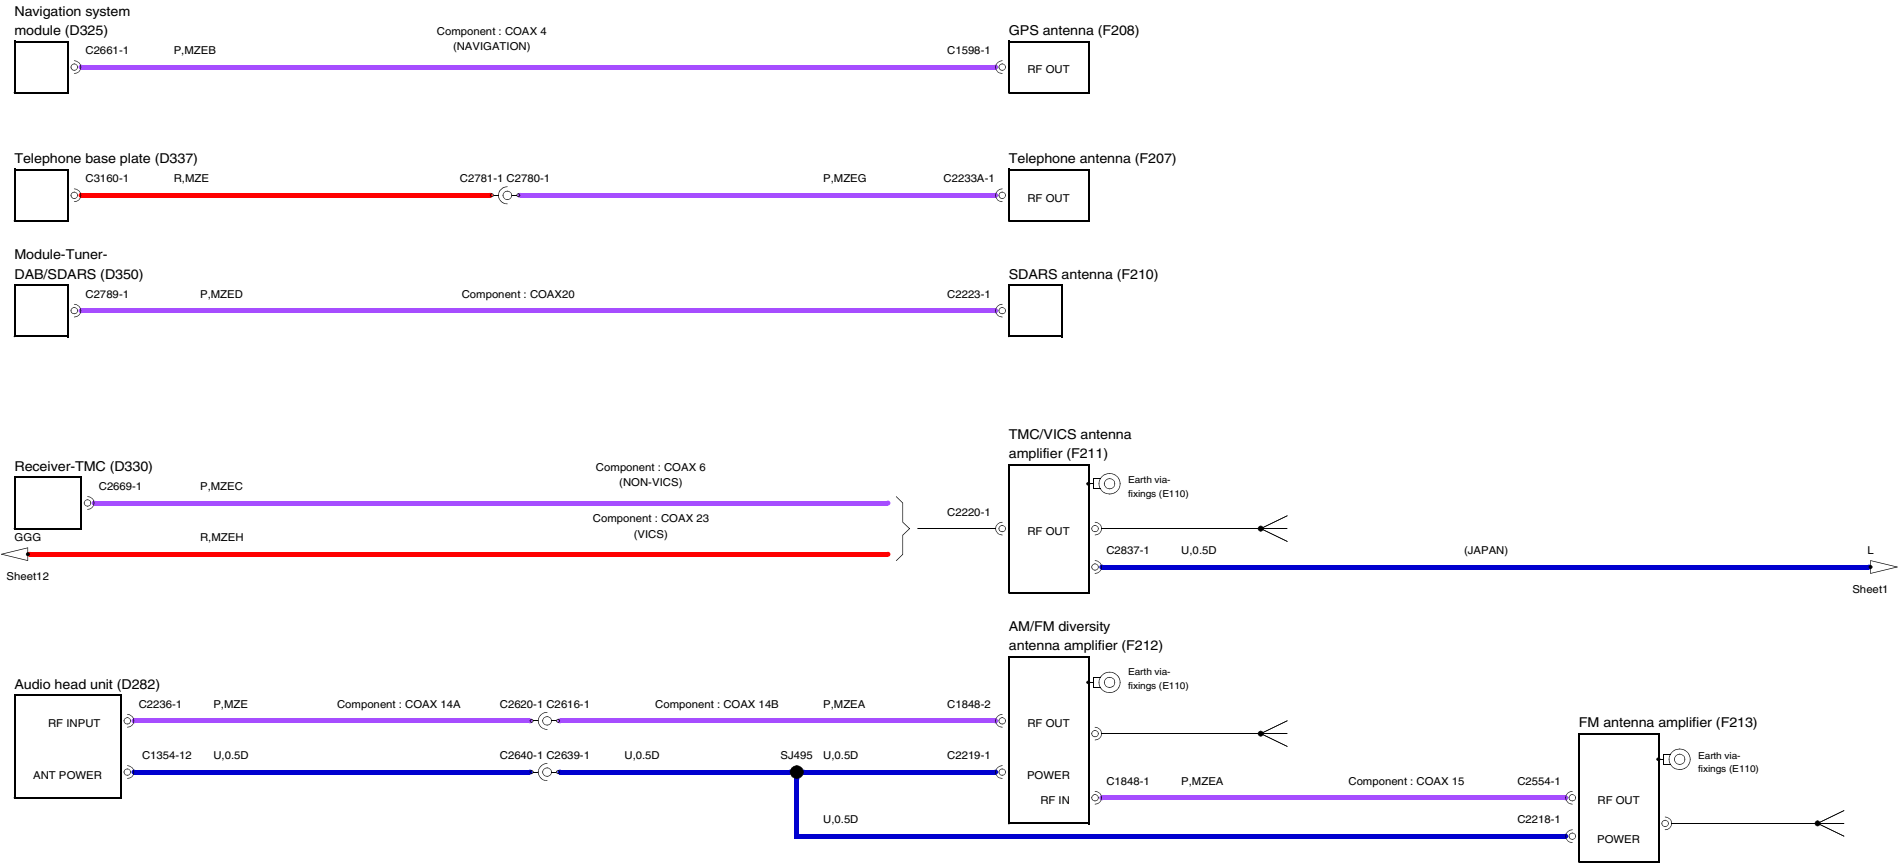 Navigation system
module (D325)
C2661-1
P,MZEB
Component : COAX 4
(NAVIGATION)
C1598-1
GPS antenna (F208)
RF OUT
Telephone base plate (D337)
C3160-1
R,MZE
C2781-1 C2780-1
P,MZEG
C2233A-1
Telephone antenna (F207)
RF OUT
Module-Tuner-
DAB/SDARS (D350)
C2789-1
P,MZED
Component : COAX20
C2223-1
SDARS antenna (F210)
Receiver-TMC (D330)
C2669-1
P,MZEC
Component : COAX 6
(NON-VICS)
Component : COAX 23
(VICS)
GGG
R,MZEH
Sheet12
C2220-1
TMC/VICS antenna
amplifier (F211)
RF OUT
Earth via-
fixings (E110)
C2837-1
U,0.5D
(JAPAN)
L
Sheet1
Audio head unit (D282)
RF INPUT
ANT POWER
C2236-1
P,MZE
Component : COAX 14A
C2620-1 C2616-1
Component : COAX 14B
P,MZEA
C1848-2
C1354-12
U,0.5D
C2640-1 C2639-1
U,0.5D
SJ495
U,0.5D
C2219-1
AM/FM diversity
antenna amplifier (F212)
RF OUT
POWER
RF IN
Earth via-
fixings (E110)
C1848-1
P,MZEA
Component : COAX 15
C2554-1
U,0.5D
C2218-1
FM antenna amplifier (F213)
RF OUT
POWER
Earth via-
fixings (E110)